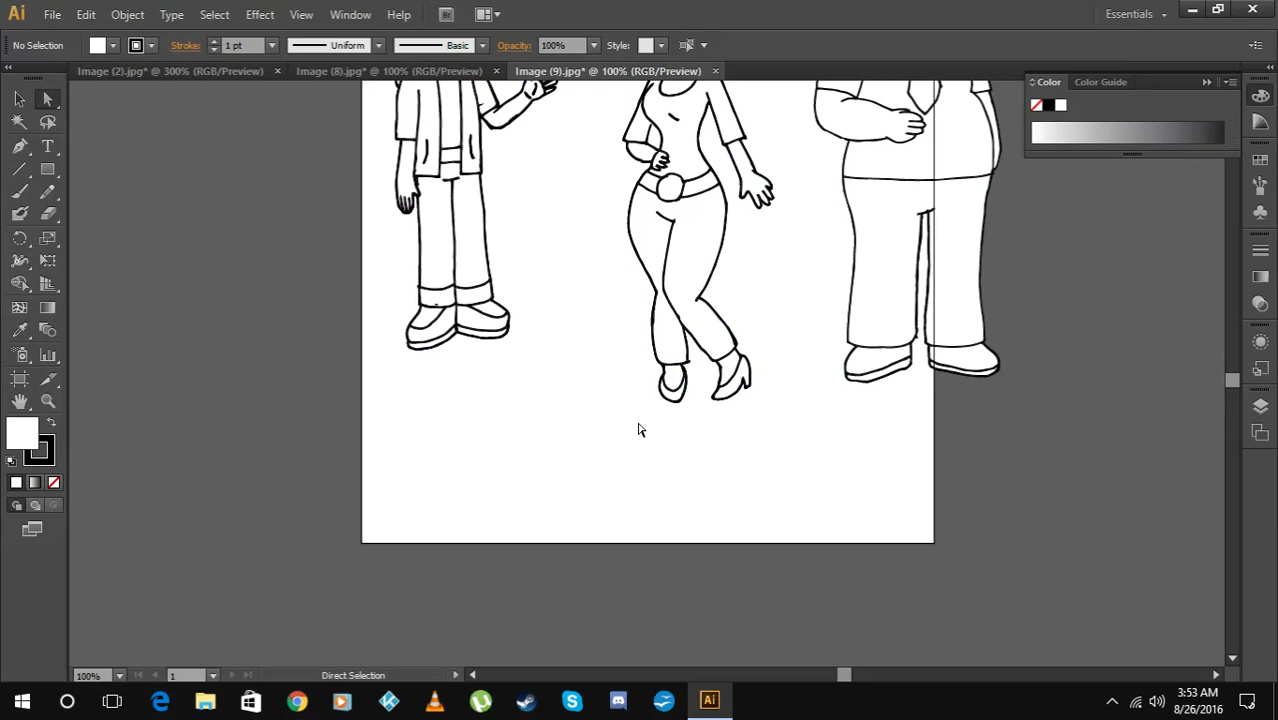 Ai File Edit Object Type Select Effect View Window Help Br Essentials
No Selection Stroke: 1 pt Uniform Basic Opacity: 100% Style:
Image (2).jpg* @ 300% (RGB/Preview) × Image (8).jpg* @ 100% (RGB/Preview) × Image (9).jpg* @ 100% (RGB/Preview) ×
Color Color Guide
100% 1 Direct Selection
Ai 3:53 AM
8/26/2016